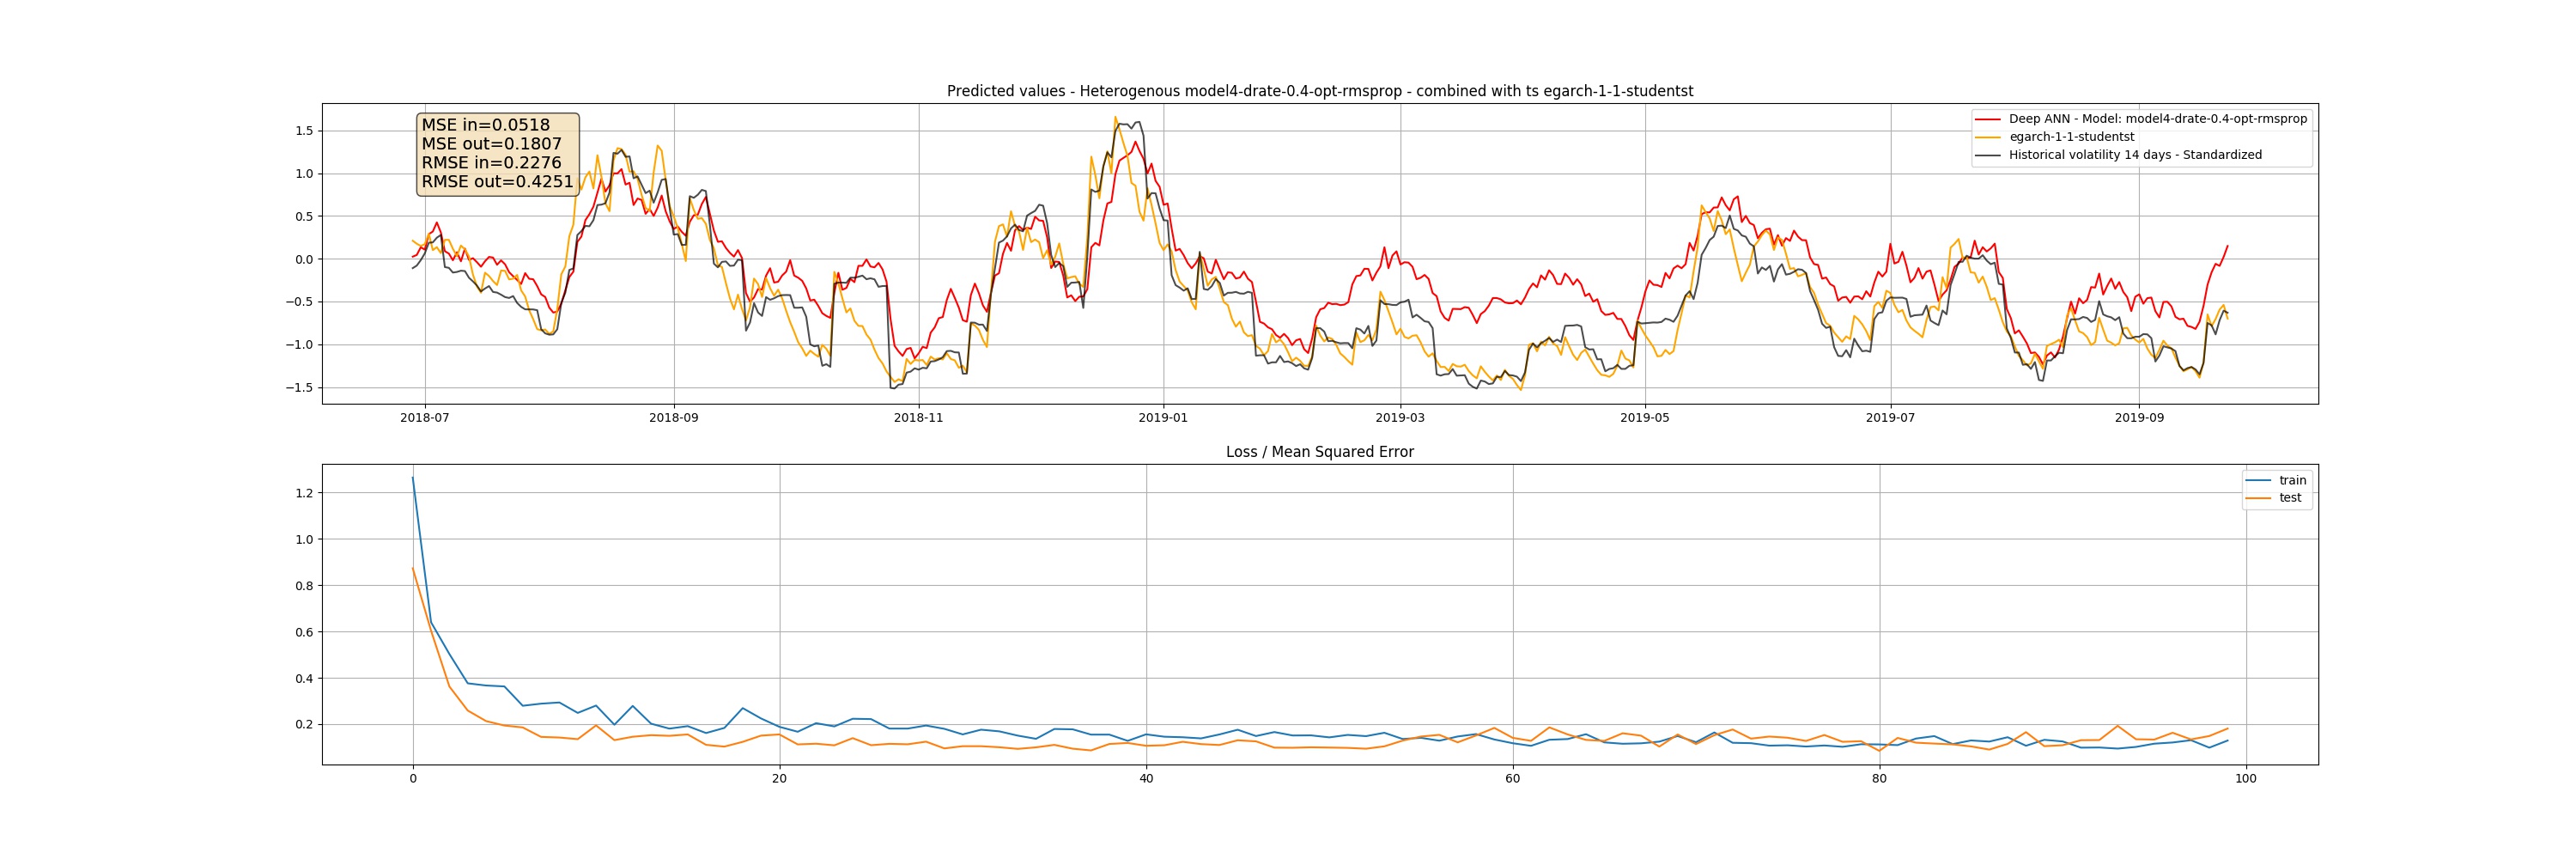 Predicted values - Heterogenous model4-drate-0.4-opt-rmsprop - combined with ts egarch-1-1-studentst
MSE in=0.0518
MSE out=0.1807
RMSE in=0.2276
RMSE out=0.4251
Deep ANN - Model: model4-drate-0.4-opt-rmsprop
egarch-1-1-studentst
Historical volatility 14 days - Standardized
1.5
1.0
0.5
0.0
−0.5
−1.0
−1.5
2018-07 2018-09 2018-11 2019-01 2019-03 2019-05 2019-07 2019-09
Loss / Mean Squared Error
train
test
1.2
1.0
0.8
0.6
0.4
0.2
0 20 40 60 80 100